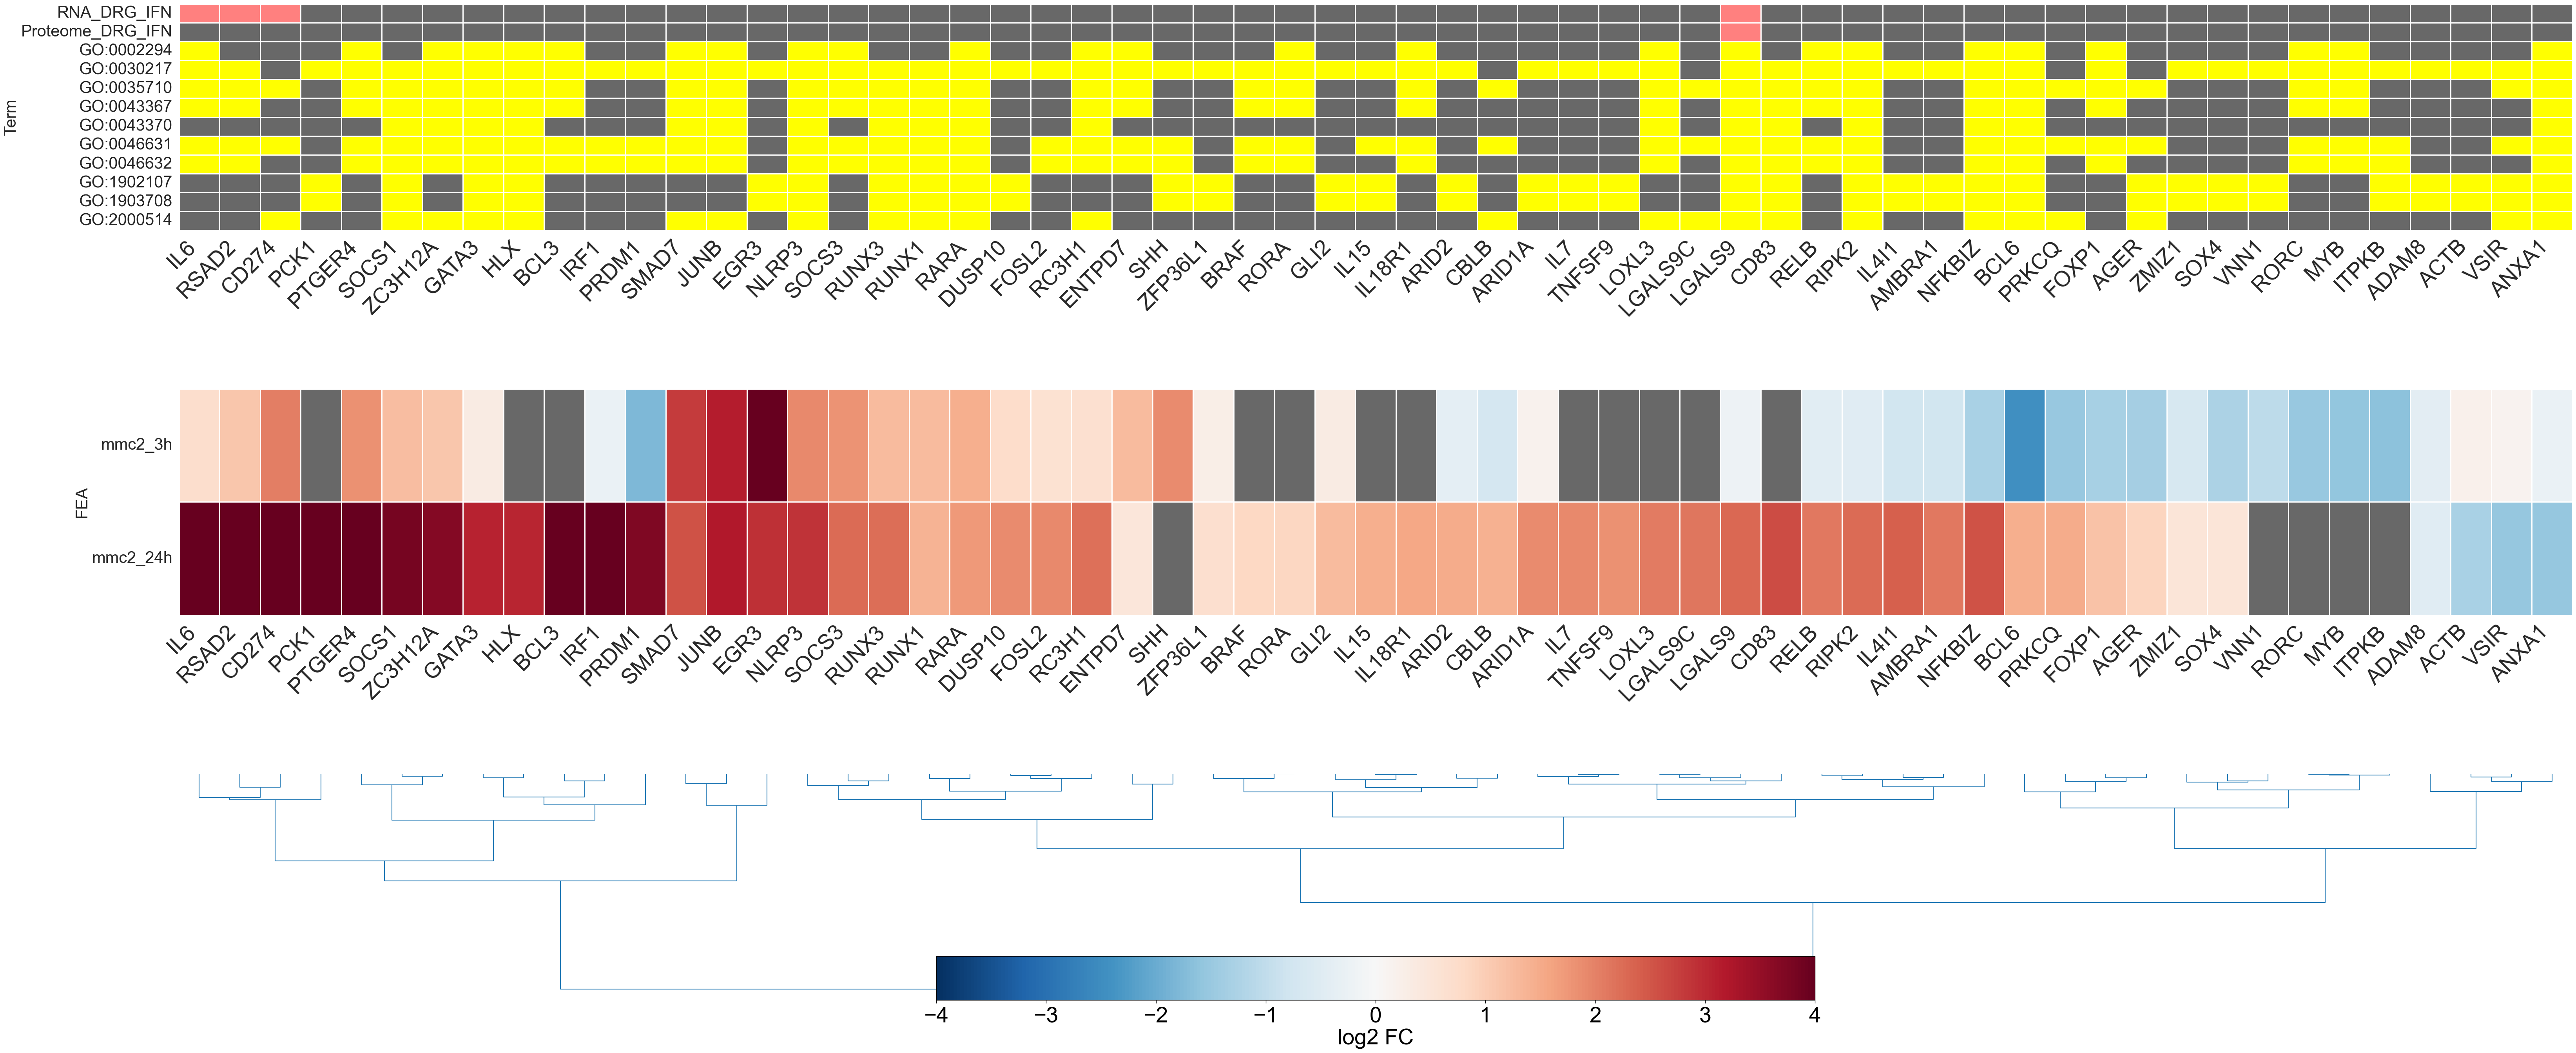 RNA_DRG_IFN
Proteome_DRG_IFN
GO:0002294
GO:0030217
GO:0035710
GO:0043367
GO:0043370
GO:0046631
GO:0046632
GO:1902107
GO:1903708
GO:2000514
Term
IL6 RSAD2 CD274 PCK1 PTGER4 SOCS1 ZC3H12A GATA3 HLX BCL3 IRF1 PRDM1 SMAD7 JUNB EGR3 NLRP3 SOCS3 RUNX3 RUNX1 RARA DUSP10 FOSL2 RC3H1 ENTPD7 SHH ZFP36L1 BRAF RORA GLI2 IL15 IL18R1 ARID2 CBLB ARID1A IL7 TNFSF9 LOXL3 LGALS9C LGALS9 CD83 RELB RIPK2 IL4I1 AMBRA1 NFKBIZ BCL6 PRKCQ FOXP1 AGER ZMIZ1 SOX4 VNN1 RORC MYB ITPKB ADAM8 ACTB VSIR ANXA1
mmc2_3h
FEA
mmc2_24h
IL6 RSAD2 CD274 PCK1 PTGER4 SOCS1 ZC3H12A GATA3 HLX BCL3 IRF1 PRDM1 SMAD7 JUNB EGR3 NLRP3 SOCS3 RUNX3 RUNX1 RARA DUSP10 FOSL2 RC3H1 ENTPD7 SHH ZFP36L1 BRAF RORA GLI2 IL15 IL18R1 ARID2 CBLB ARID1A IL7 TNFSF9 LOXL3 LGALS9C LGALS9 CD83 RELB RIPK2 IL4I1 AMBRA1 NFKBIZ BCL6 PRKCQ FOXP1 AGER ZMIZ1 SOX4 VNN1 RORC MYB ITPKB ADAM8 ACTB VSIR ANXA1
−4 −3 −2 −1 0 1 2 3 4
log2 FC